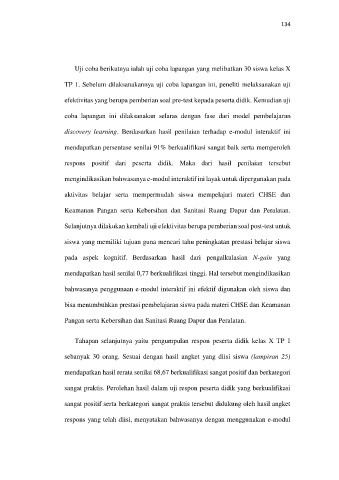 134
Uji coba berikutnya ialah uji coba lapangan yang melibatkan 30 siswa kelas X
TP 1. Sebelum dilaksanakannya uji coba lapangan ini, peneliti melaksanakan uji
efektivitas yang berupa pemberian soal pre-test kepada peserta didik. Kemudian uji
coba lapangan ini dilaksanakan selaras dengan fase dari model pembelajaran
discovery learning. Berdasarkan hasil penilaian terhadap e-modul interaktif ini
mendapatkan persentase senilai 91% berkualifikasi sangat baik serta memperoleh
respons positif dari peserta didik. Maka dari hasil penilaian tersebut
mengindikasikan bahwasanya e-modul interaktif ini layak untuk dipergunakan pada
aktivitas belajar serta mempermudah siswa mempelajari materi CHSE dan
Keamanan Pangan serta Kebersihan dan Sanitasi Ruang Dapur dan Peralatan.
Selanjutnya dilakukan kembali uji efektivitas berupa pemberian soal post-test untuk
siswa yang memiliki tujuan guna mencari tahu peningkatan prestasi belajar siswa
pada aspek kognitif. Berdasarkan hasil dari pengalkulasian N-gain yang
mendapatkan hasil senilai 0,77 berkualifikasi tinggi. Hal tersebut mengindikasikan
bahwasanya penggunaan e-modul interaktif ini efektif digunakan oleh siswa dan
bisa menumbuhkan prestasi pembelajaran siswa pada materi CHSE dan Keamanan
Pangan serta Kebersihan dan Sanitasi Ruang Dapur dan Peralatan.
Tahapan selanjutnya yaitu pengumpulan respon peserta didik kelas X TP 1
sebanyak 30 orang. Sesuai dengan hasil angket yang diisi siswa (lampiran 25)
mendapatkan hasil rerata senilai 68,67 berkualifikasi sangat positif dan berkategori
sangat praktis. Perolehan hasil dalam uji respon peserta didik yang berkualifikasi
sangat positif serta berkategori sangat praktis tersebut didukung oleh hasil angket
respons yang telah diisi, menyatakan bahwasanya dengan menggunakan e-modul